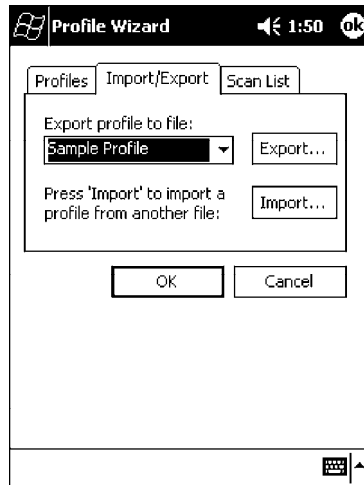 Profile Wizard 1:50 ok
Profiles Import/Export Scan List
Export profile to file:
Sample Profile Export...
Press 'Import' to import a
profile from another file: Import...
OK Cancel